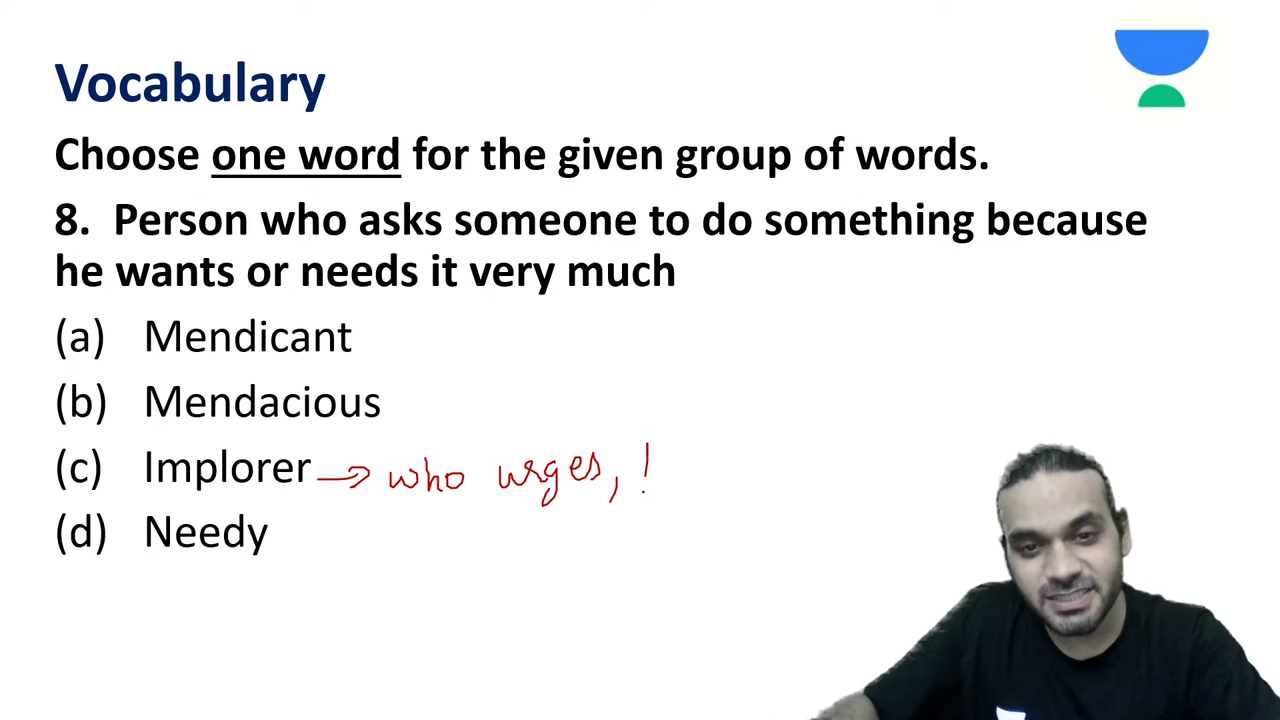 Vocabulary
Choose one word for the given group of words.
8. Person who asks someone to do something because
he wants or needs it very much
(a) Mendicant
(b) Mendacious
(c) Implorer → who urges, !
(d) Needy